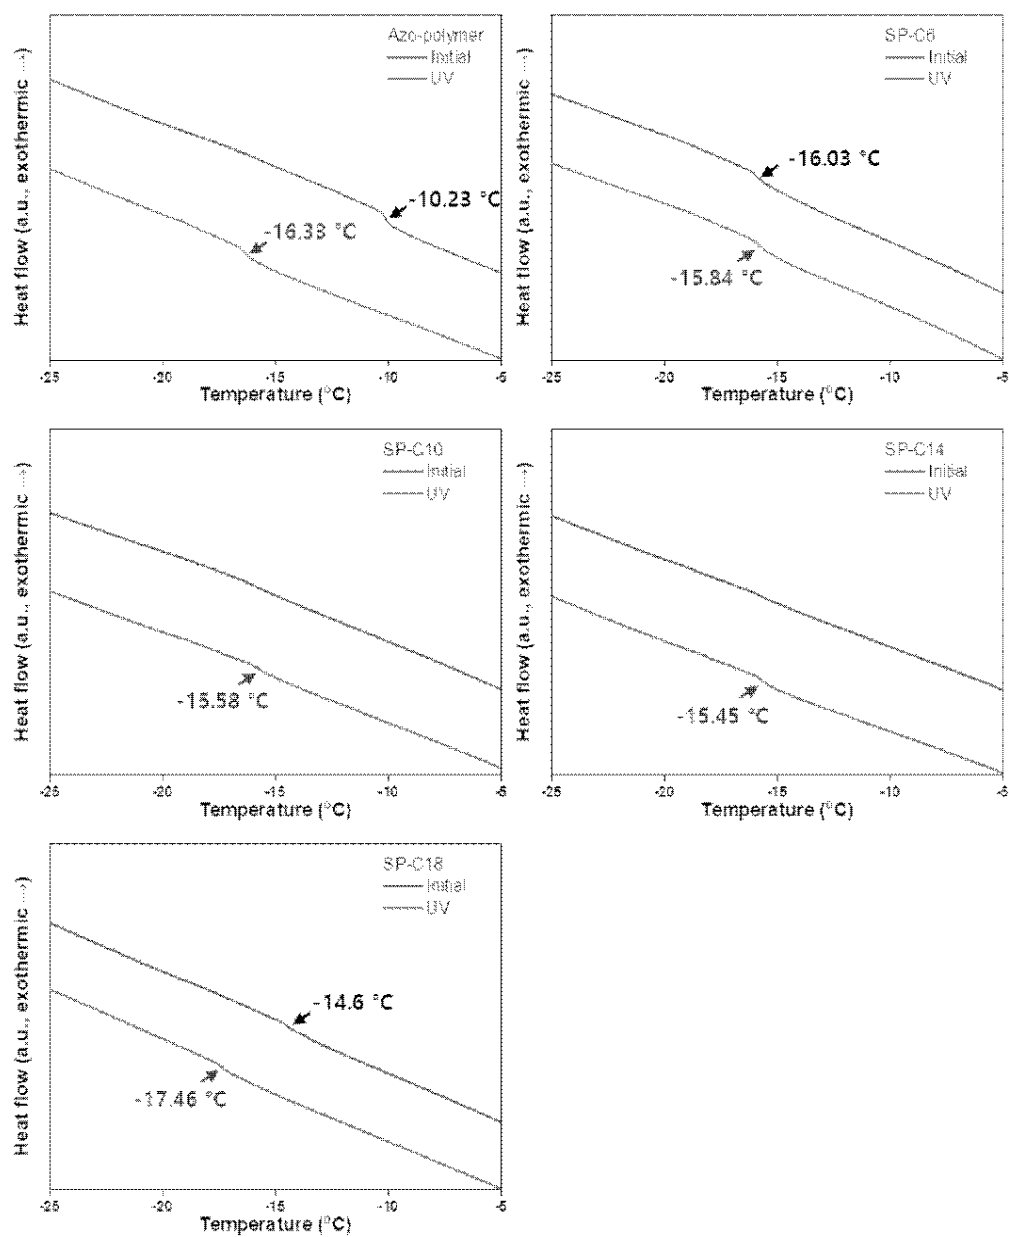 Azo-polymer
Initial
UV
-10.23 °C
-16.33 °C
Heat flow (a.u., exothermic →)
-25 -20 -15 -10 -5
Temperature (°C)
SP-C6
Initial
UV
-16.03 °C
-15.84 °C
Heat flow (a.u., exothermic →)
-25 -20 -15 -10 -5
Temperature (°C)
SP-C10
Initial
UV
-15.58 °C
Heat flow (a.u., exothermic →)
-25 -20 -15 -10 -5
Temperature (°C)
SP-C14
Initial
UV
-15.45 °C
Heat flow (a.u., exothermic →)
-25 -20 -15 -10 -5
Temperature (°C)
SP-C18
Initial
UV
-14.6 °C
-17.46 °C
Heat flow (a.u., exothermic →)
-25 -20 -15 -10 -5
Temperature (°C)